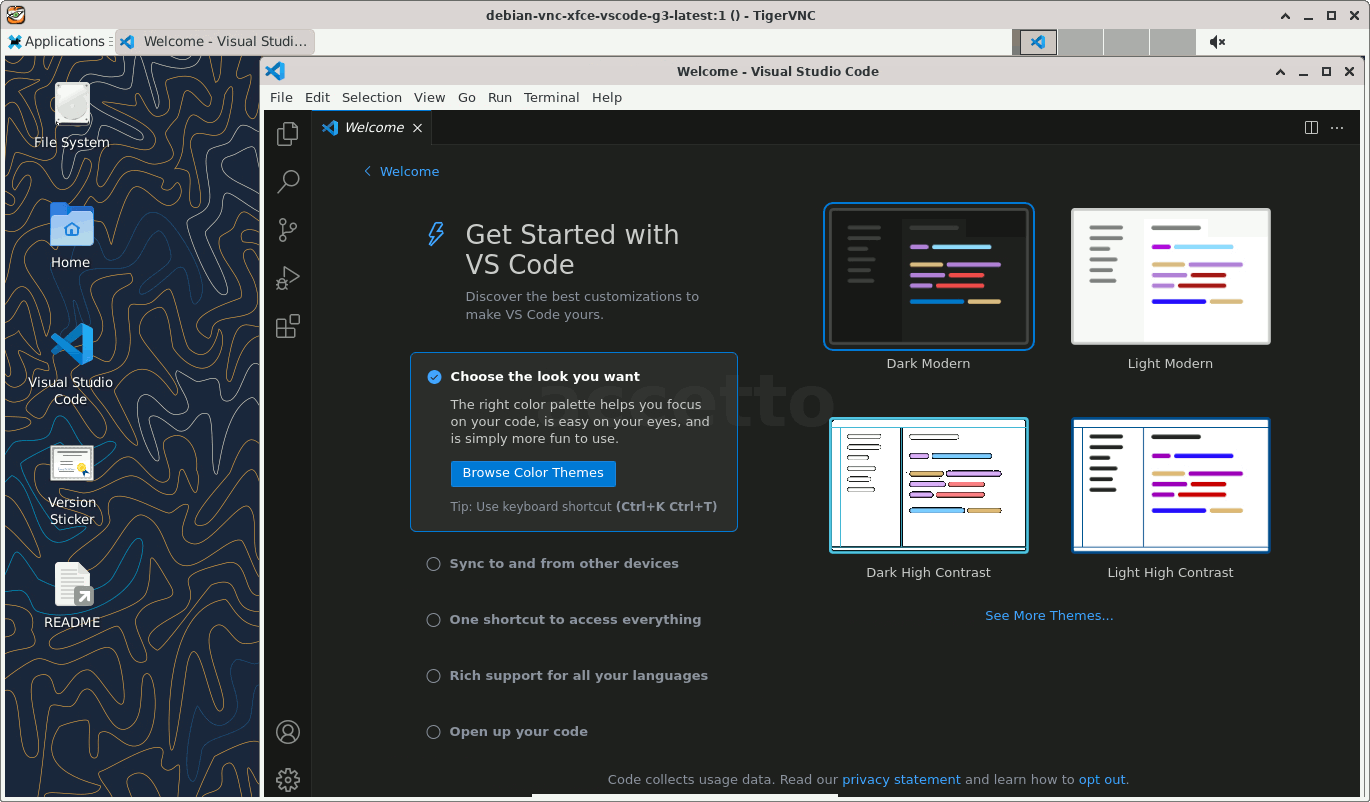 debian-vnc-xfce-vscode-g3-latest:1 () - TigerVNC
Applications
Welcome - Visual Studi...
File System
Home
Visual Studio
Code
Version
Sticker
README
Welcome - Visual Studio Code
File Edit Selection View Go Run Terminal Help
Welcome
Welcome
Get Started with
VS Code
Discover the best customizations to
make VS Code yours.
Choose the look you want
The right color palette helps you focus
on your code, is easy on your eyes, and
is simply more fun to use.
Browse Color Themes
Tip: Use keyboard shortcut (Ctrl+K Ctrl+T)
accetto
Sync to and from other devices
One shortcut to access everything
Rich support for all your languages
Open up your code
Dark Modern
Light Modern
Dark High Contrast
Light High Contrast
See More Themes...
Code collects usage data. Read our privacy statement and learn how to opt out.